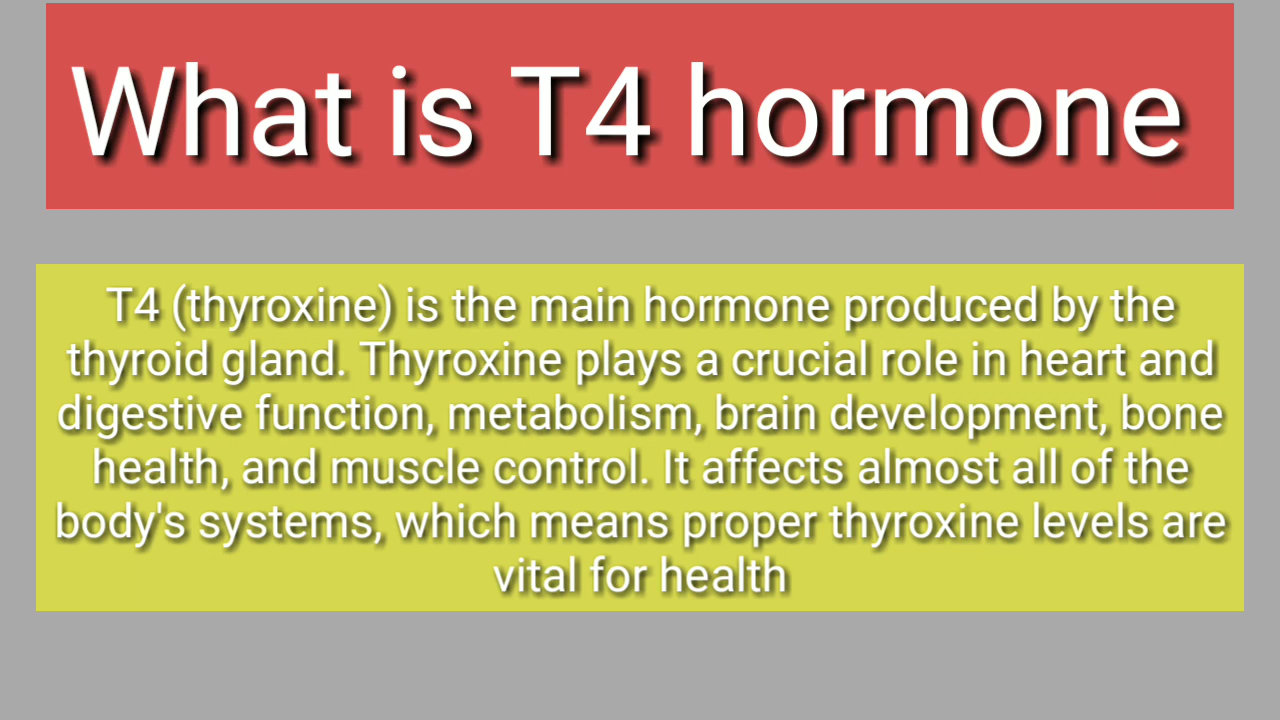 What is T4 hormone
T4 (thyroxine) is the main hormone produced by the
thyroid gland. Thyroxine plays a crucial role in heart and
digestive function, metabolism, brain development, bone
health, and muscle control. It affects almost all of the
body's systems, which means proper thyroxine levels are
vital for health